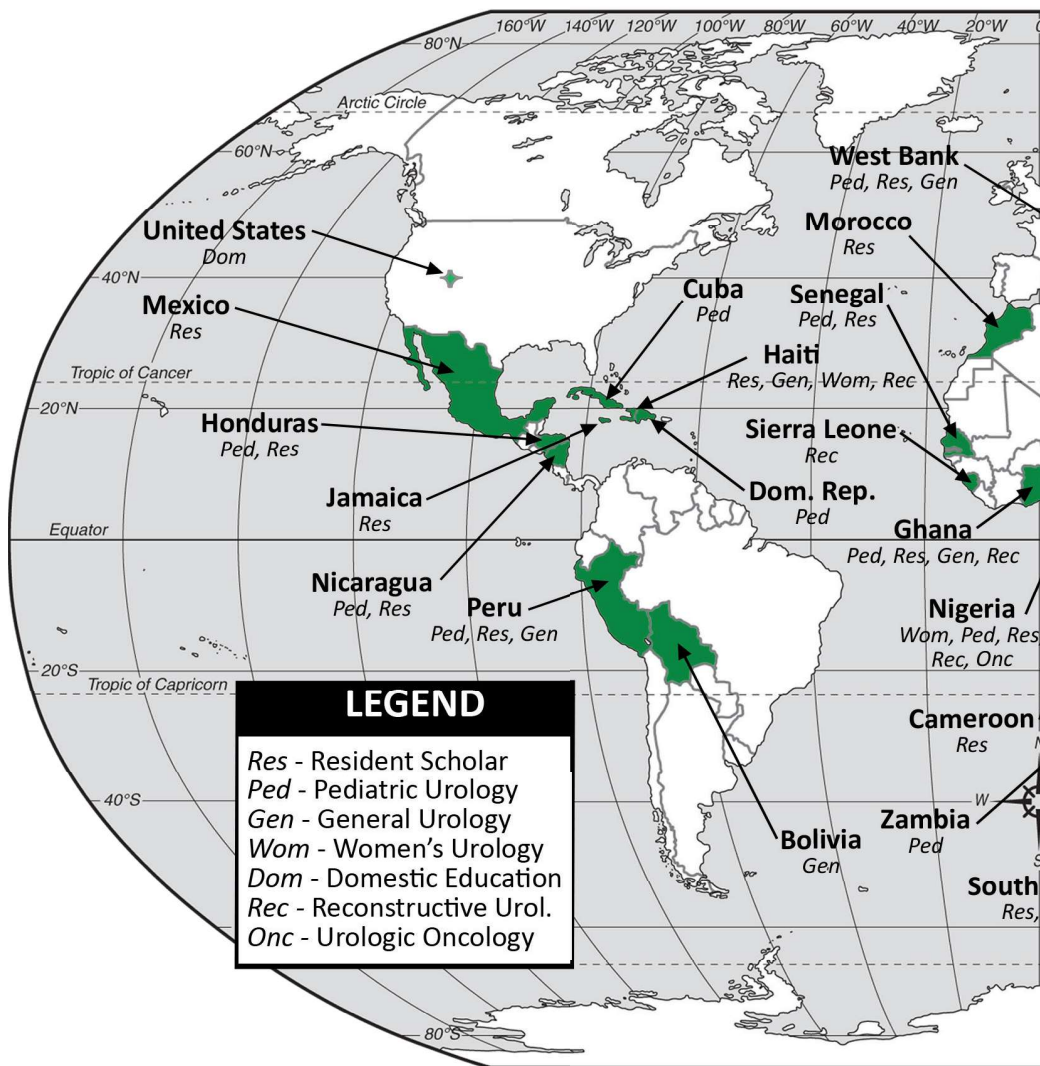 160°W 140°W 120°W 100°W 80°W 60°W 40°W 20°W
80°N
Arctic Circle
60°N
West Bank
Ped, Res, Gen
Morocco
Res
United States
Dom
40°N
Mexico
Res
Cuba
Ped
Senegal
Ped, Res
Haiti
Res, Gen, Wom, Rec
Tropic of Cancer
20°N
Honduras
Ped, Res
Sierra Leone
Rec
Jamaica
Res
Dom. Rep.
Ped
Equator
Ghana
Ped, Res, Gen, Rec
Nicaragua
Ped, Res
Peru
Ped, Res, Gen
Nigeria
Wom, Ped, Res,
Rec, Onc
20°S
Tropic of Capricorn
LEGEND
Res - Resident Scholar
Ped - Pediatric Urology
Gen - General Urology
Wom - Women's Urology
Dom - Domestic Education
Rec - Reconstructive Urol.
Onc - Urologic Oncology
Cameroon
Res
40°S
W
Zambia
Ped
Bolivia
Gen
South
Res,
80°S